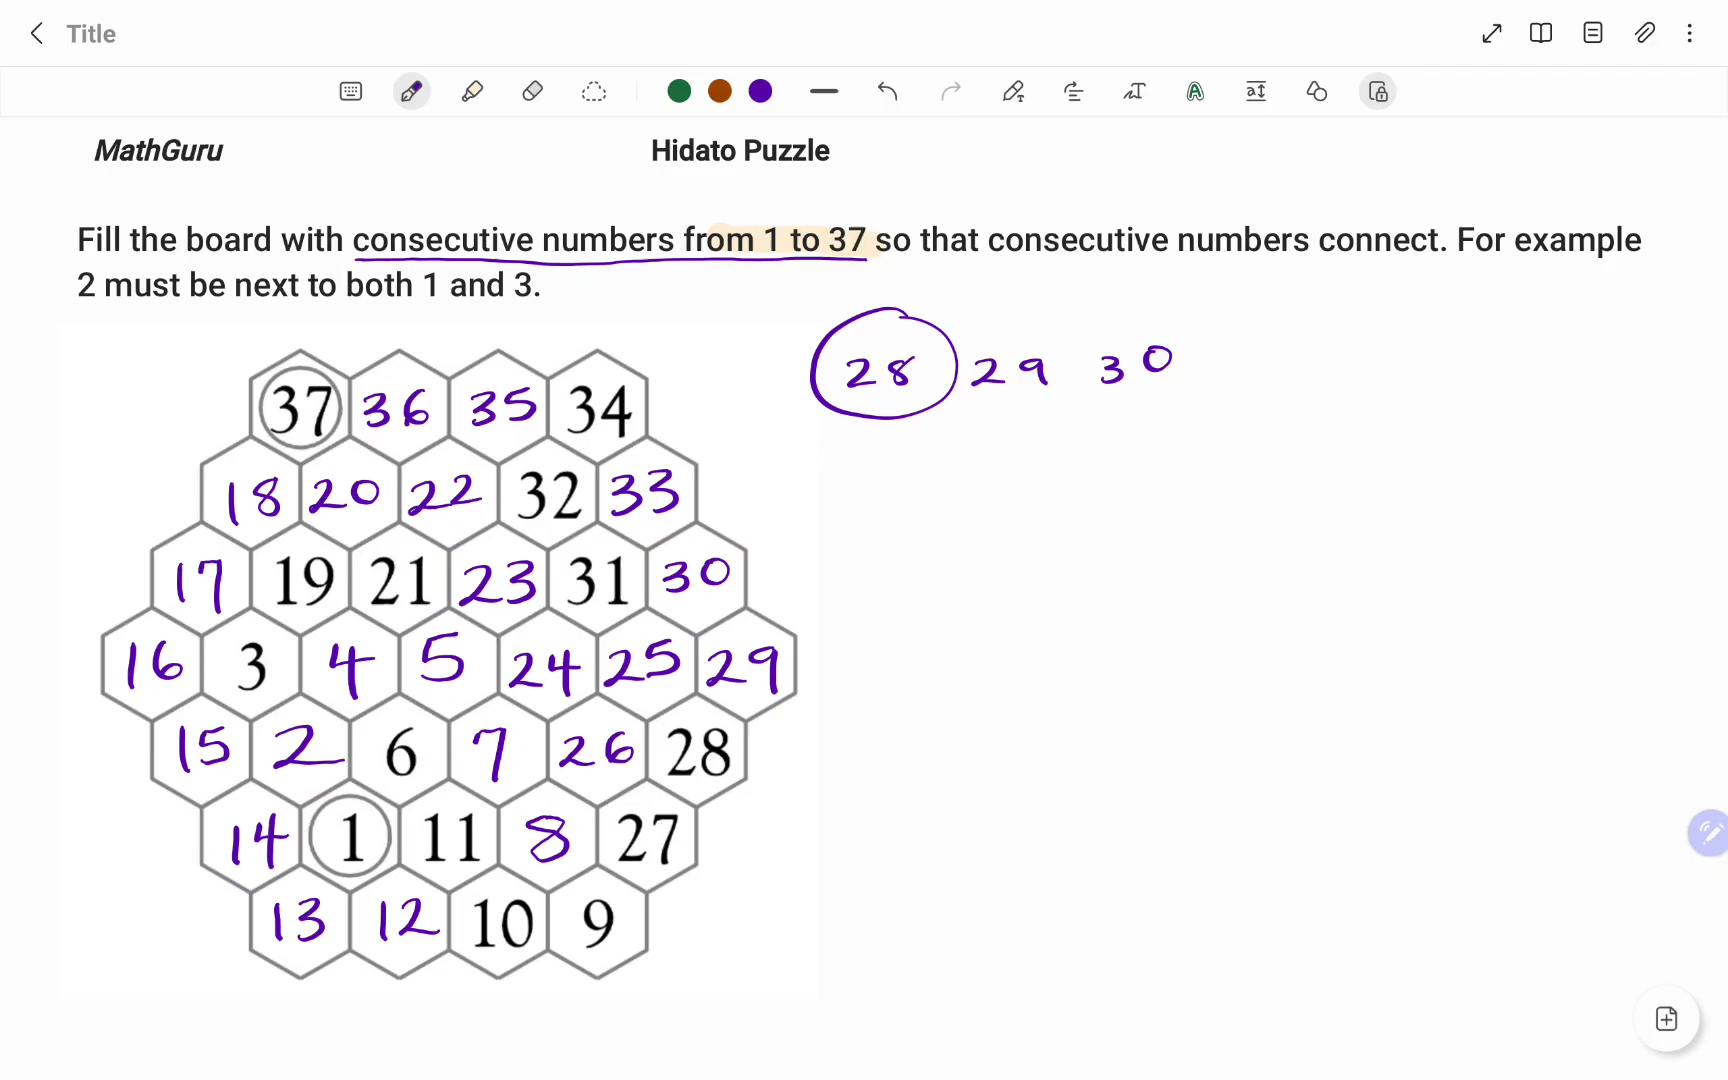 Title
MathGuru Hidato Puzzle
Fill the board with consecutive numbers from 1 to 37 so that consecutive numbers connect. For example
2 must be next to both 1 and 3.
28 29 30
37 36 35 34
18 20 22 32 33
17 19 21 23 31 30
16 3 4 5 24 25 29
15 2 6 7 26 28
14 1 11 8 27
13 12 10 9